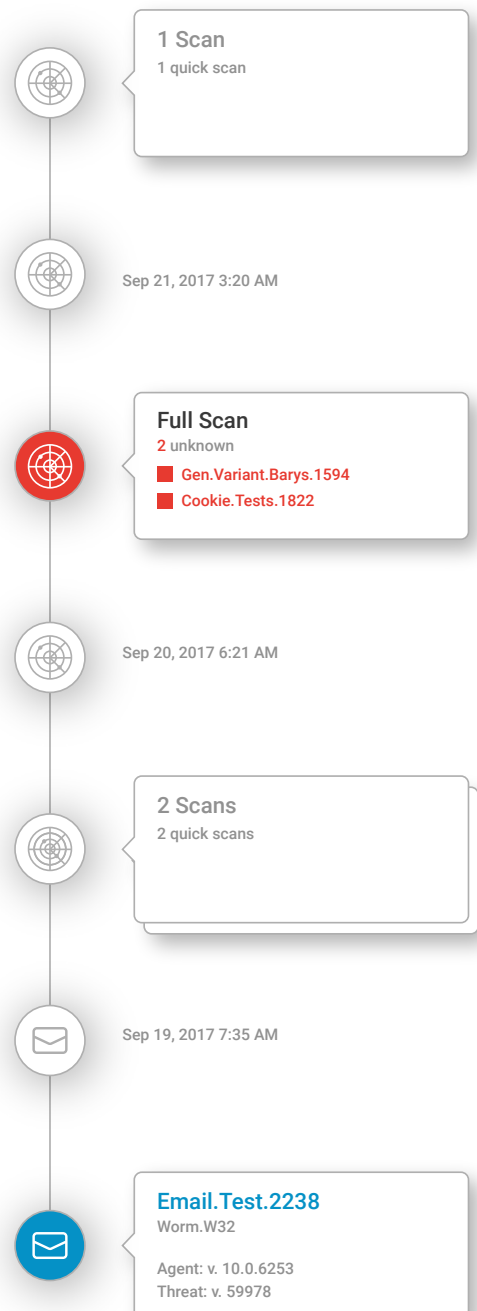 1 Scan
1 quick scan
Sep 21, 2017 3:20 AM
Full Scan
2 unknown
Gen.Variant.Barys.1594
Cookie.Tests.1822
Sep 20, 2017 6:21 AM
2 Scans
2 quick scans
Sep 19, 2017 7:35 AM
Email.Test.2238
Worm.W32
Agent: v. 10.0.6253
Threat: v. 59978